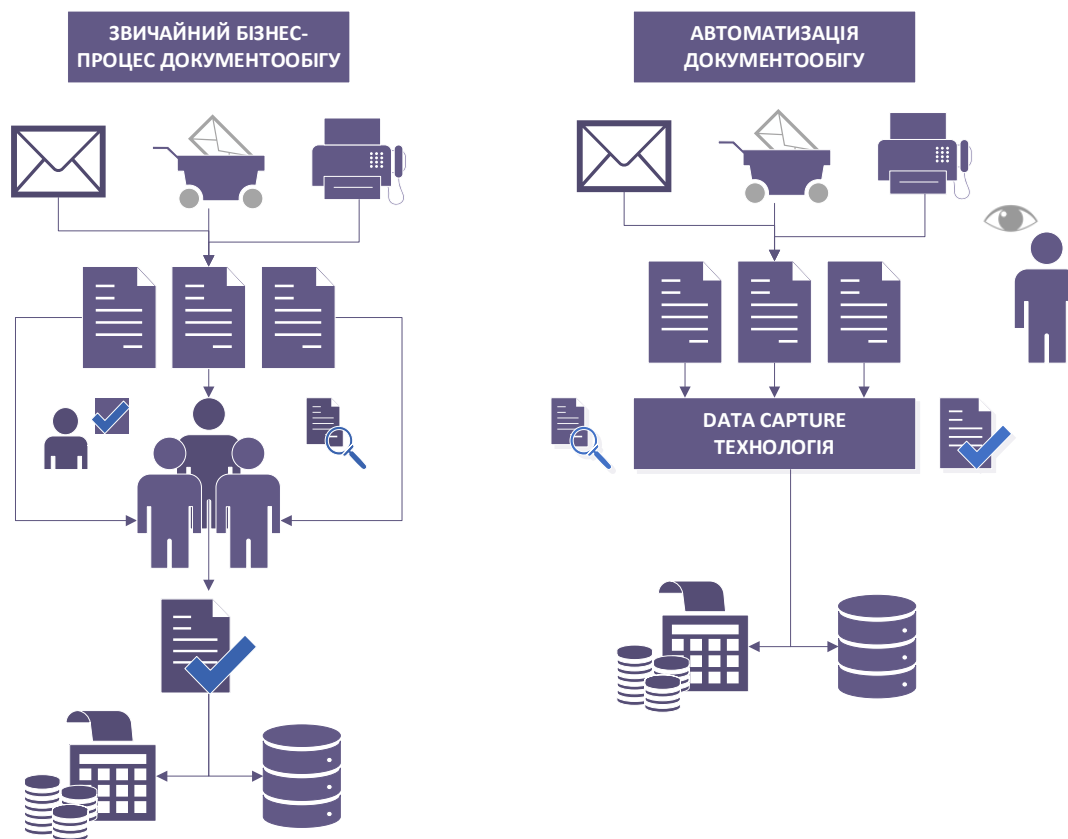 ЗВИЧАЙНИЙ БІЗНЕС-
ПРОЦЕС ДОКУМЕНТООБІГУ
АВТОМАТИЗАЦІЯ
ДОКУМЕНТООБІГУ
DATA CAPTURE
ТЕХНОЛОГІЯ